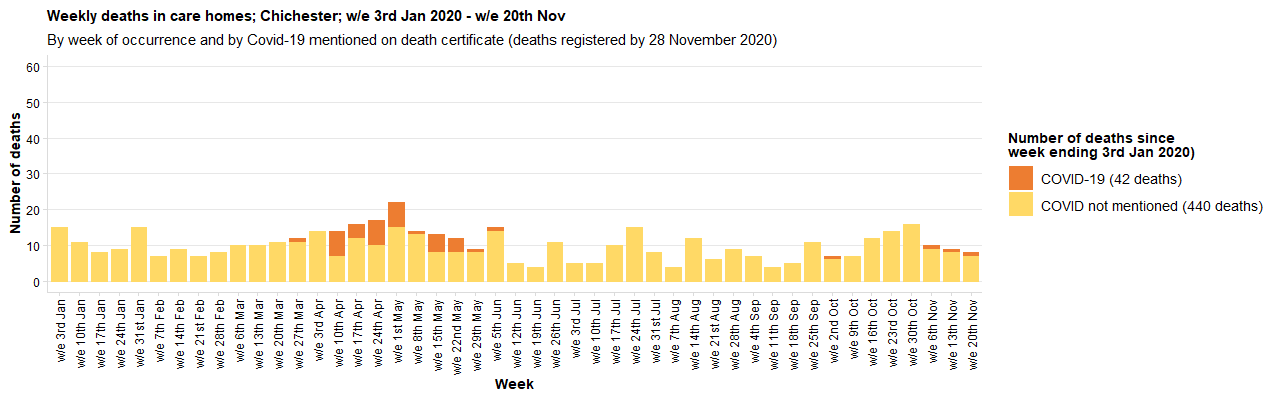 Weekly deaths in care homes; Chichester; w/e 3rd Jan 2020 - w/e 20th Nov
By week of occurrence and by Covid-19 mentioned on death certificate (deaths registered by 28 November 2020)
60
50
40
30
20
10
0
Number of deaths
w/e 3rd Jan
w/e 10th Jan
w/e 17th Jan
w/e 24th Jan
w/e 31st Jan
w/e 7th Feb
w/e 14th Feb
w/e 21st Feb
w/e 28th Feb
w/e 6th Mar
w/e 13th Mar
w/e 20th Mar
w/e 27th Mar
w/e 3rd Apr
w/e 10th Apr
w/e 17th Apr
w/e 24th Apr
w/e 1st May
w/e 8th May
w/e 15th May
w/e 22nd May
w/e 29th May
w/e 5th Jun
w/e 12th Jun
w/e 19th Jun
w/e 26th Jun
w/e 3rd Jul
w/e 10th Jul
w/e 17th Jul
w/e 24th Jul
w/e 31st Jul
w/e 7th Aug
w/e 14th Aug
w/e 21st Aug
w/e 28th Aug
w/e 4th Sep
w/e 11th Sep
w/e 18th Sep
w/e 25th Sep
w/e 2nd Oct
w/e 9th Oct
w/e 16th Oct
w/e 23rd Oct
w/e 30th Oct
w/e 6th Nov
w/e 13th Nov
w/e 20th Nov
Week
Number of deaths since
week ending 3rd Jan 2020)
COVID-19 (42 deaths)
COVID not mentioned (440 deaths)